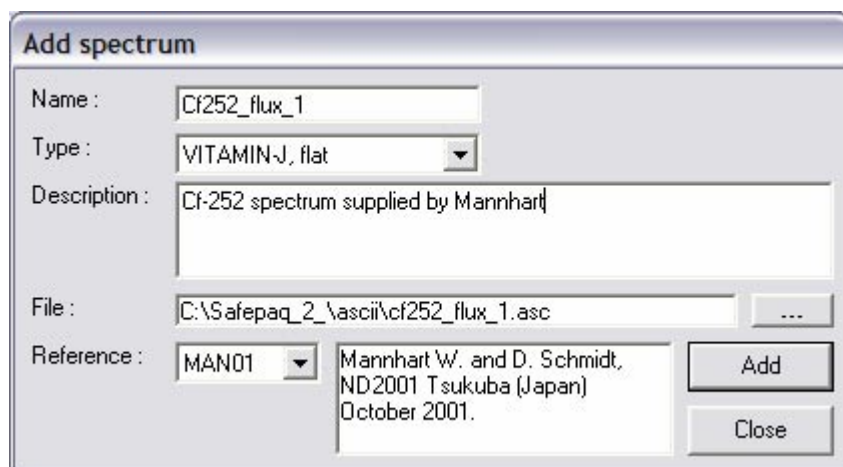 Add spectrum
Name :
Cf252_flux_1
Type :
VITAMIN-J, flat
Description :
Cf-252 spectrum supplied by Mannhart
File :
C:\Safepaq_2_\ascii\cf252_flux_1.asc
...
Reference :
MAN01
Mannhart W. and D. Schmidt,
ND2001 Tsukuba (Japan)
October 2001.
Add
Close